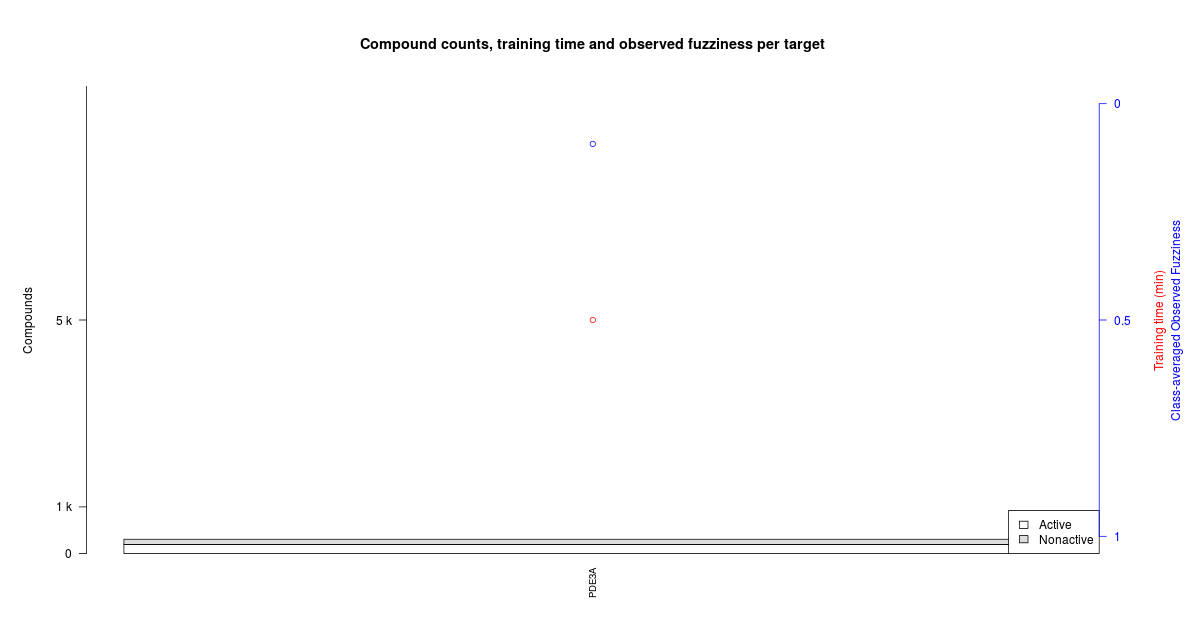 Compound counts, training time and observed fuzziness per target
Compounds
5 k
1 k
0
PDE3A
Active
Nonactive
0
0.5
1
Training time (min)
Class-averaged Observed Fuzziness